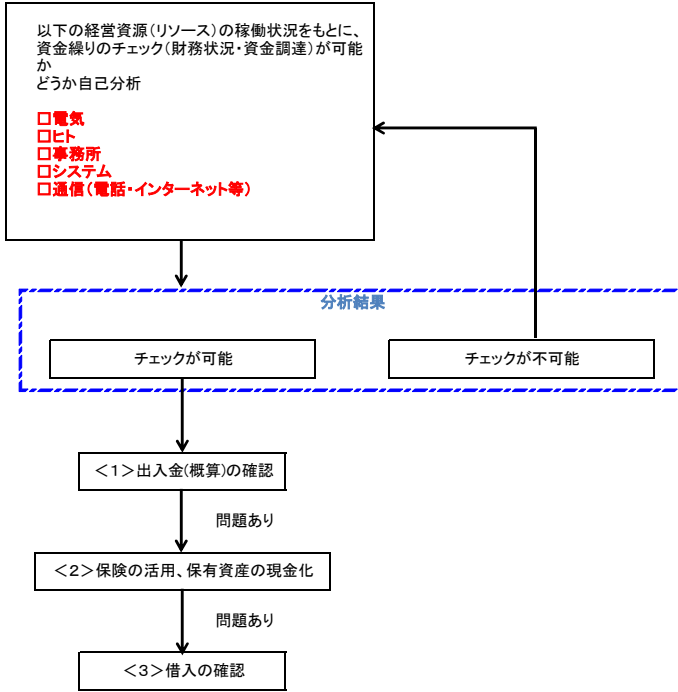 以下の経営資源（リソース）の稼働状況をもとに、
資金繰りのチェック（財務状況・資金調達）が可能
か
どうか自己分析
□電気
□ヒト
□事務所
□システム
□通信（電話・インターネット等）
分析結果
チェックが可能
チェックが不可能
＜１＞出入金(概算)の確認
問題あり
＜２＞保険の活用、保有資産の現金化
問題あり
＜３＞借入の確認